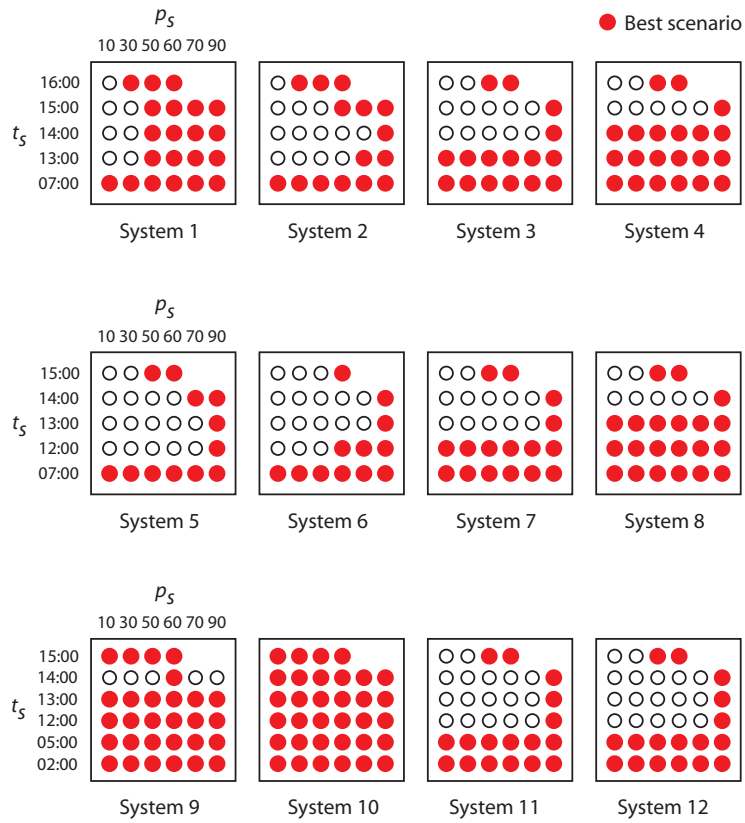 p_s
Best scenario
10 30 50 60 70 90
16:00
15:00
t_s 14:00
13:00
07:00
System 1 System 2 System 3 System 4
p_s
10 30 50 60 70 90
15:00
14:00
t_s 13:00
12:00
07:00
System 5 System 6 System 7 System 8
p_s
10 30 50 60 70 90
15:00
14:00
t_s 13:00
12:00
05:00
02:00
System 9 System 10 System 11 System 12